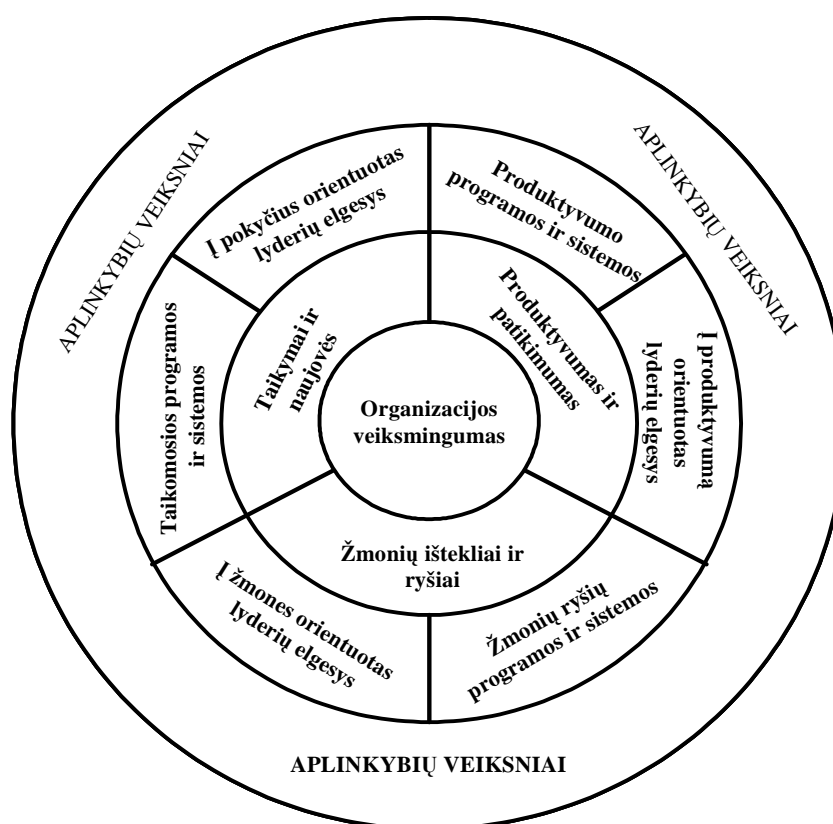 APLINKYBIŲ VEIKSNIAI
APLINKYBIŲ VEIKSNIAI
Į pokyčius orientuotas
lyderių elgesys
Produktyvumo
programos ir sistemos
Taikomosios programos
ir sistemos
Taikymai ir
naujovės
Produktyvumas ir
patikimumas
Į produktyvumą
orientuotas
lyderių elgesys
Organizacijos
veiksmingumas
Žmonių ištekliai ir
ryšiai
Į žmones orientuotas
lyderių elgesys
Žmonių ryšių
programos ir sistemos
APLINKYBIŲ VEIKSNIAI